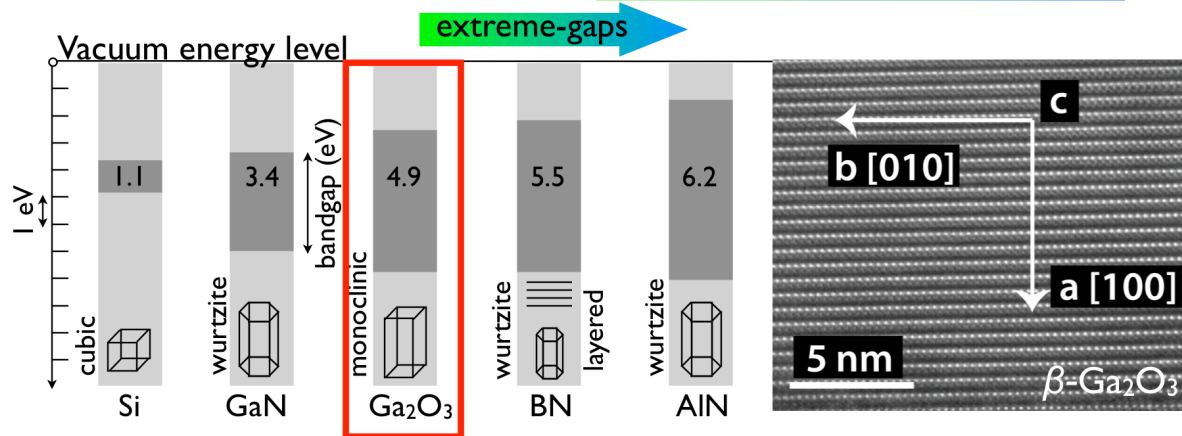 extreme-gaps
Vacuum energy level
1 eV
bandgap (eV)
1.1
3.4
4.9
5.5
6.2
cubic
wurtzite
monoclinic
wurtzite
layered
wurtzite
Si
GaN
Ga₂O₃
BN
AlN
c
b [010]
a [100]
5 nm
β-Ga₂O₃